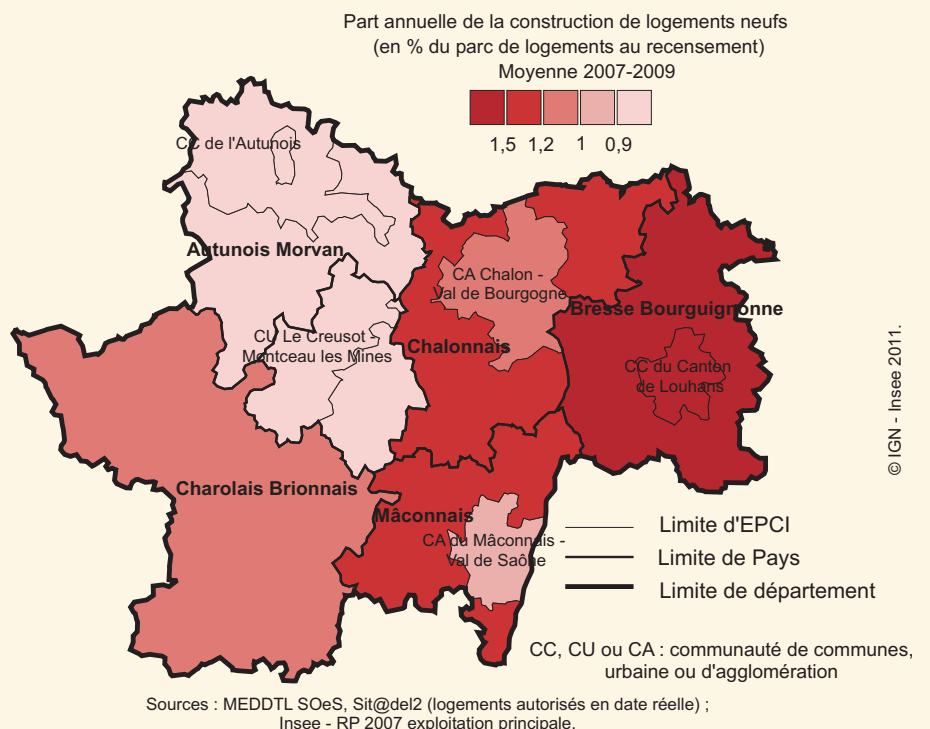 Part annuelle de la construction de logements neufs
(en % du parc de logements au recensement)
Moyenne 2007-2009
1,5 1,2 1 0,9
CC de l'Autunois
Autunois Morvan
CA Chalon -
Val de Bourgogne
Bresse Bourguignonne
CU Le Creusot -
Montceau les Mines
Chalonnais
CC du Canton
de Louhans
© IGN - Insee 2011.
Charolais Brionnais
Mâconnais
CA du Mâconnais -
Val de Saône
Limite d'EPCI
Limite de Pays
Limite de département
CC, CU ou CA : communauté de communes,
urbaine ou d'agglomération
Sources : MEDDTL SOeS, Sit@del2 (logements autorisés en date réelle) ;
Insee - RP 2007 exploitation principale.